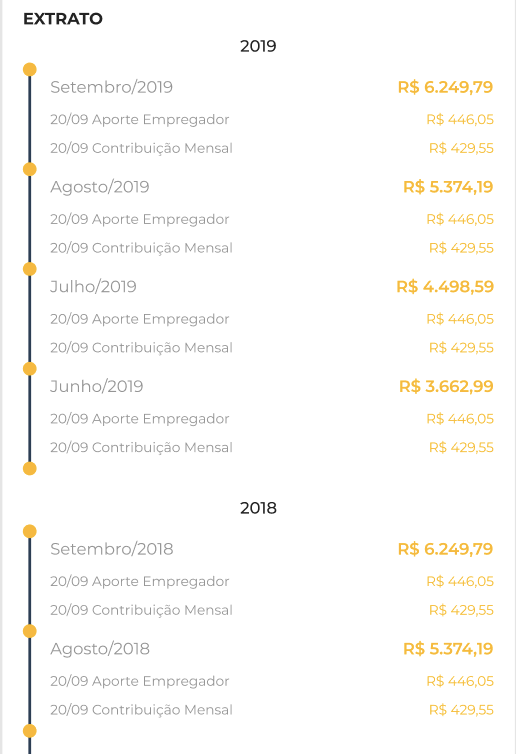 EXTRATO
2019
Setembro/2019 R$ 6.249,79
20/09 Aporte Empregador R$ 446,05
20/09 Contribuição Mensal R$ 429,55
Agosto/2019 R$ 5.374,19
20/09 Aporte Empregador R$ 446,05
20/09 Contribuição Mensal R$ 429,55
Julho/2019 R$ 4.498,59
20/09 Aporte Empregador R$ 446,05
20/09 Contribuição Mensal R$ 429,55
Junho/2019 R$ 3.662,99
20/09 Aporte Empregador R$ 446,05
20/09 Contribuição Mensal R$ 429,55
2018
Setembro/2018 R$ 6.249,79
20/09 Aporte Empregador R$ 446,05
20/09 Contribuição Mensal R$ 429,55
Agosto/2018 R$ 5.374,19
20/09 Aporte Empregador R$ 446,05
20/09 Contribuição Mensal R$ 429,55